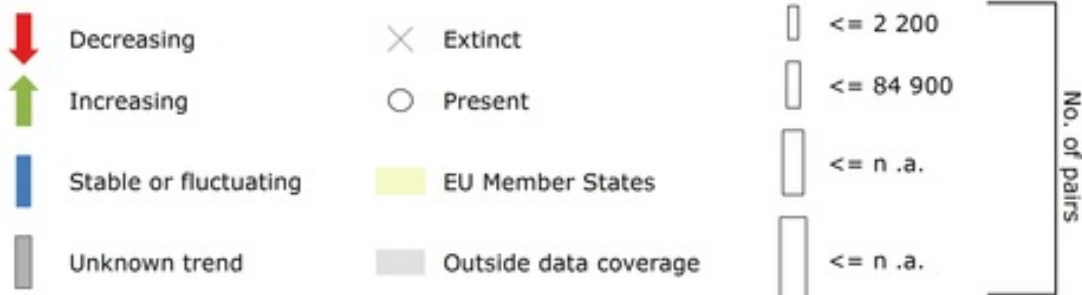 Decreasing
Increasing
Stable or fluctuating
Unknown trend
Extinct
Present
EU Member States
Outside data coverage
<= 2 200
<= 84 900
<= n .a.
<= n .a.
No. of pairs